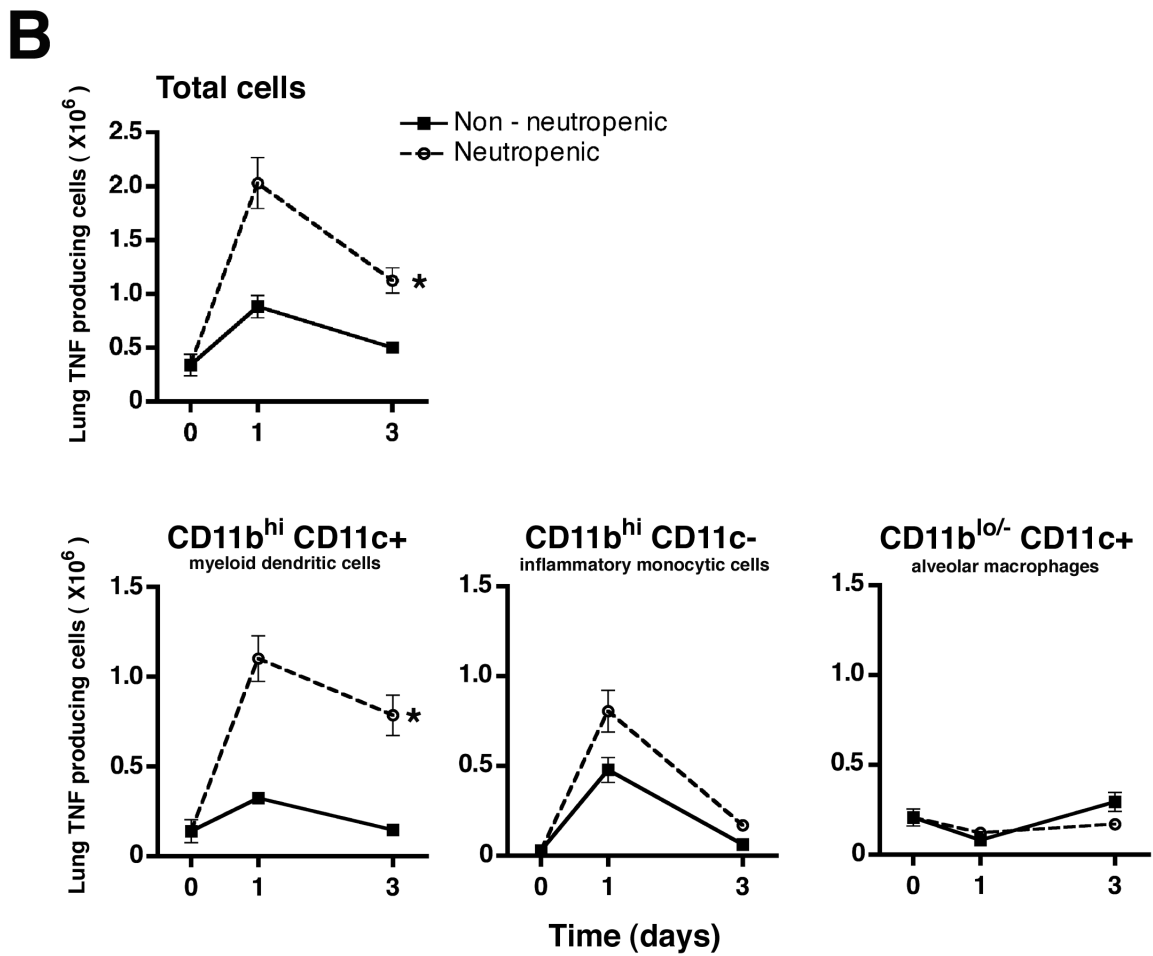 B
Total cells
Lung TNF producing cells ( X10⁶ )
2.5
2.0
1.5
1.0
0.5
0
0 1 3
Non - neutropenic
Neutropenic
*
CD11bʰⁱ CD11c+
myeloid dendritic cells
Lung TNF producing cells ( X10⁶ )
1.5
1.0
0.5
0
0 1 3
*
CD11bʰⁱ CD11c-
inflammatory monocytic cells
1.5
1.0
0.5
0
0 1 3
CD11bˡᵒ/⁻ CD11c+
alveolar macrophages
1.5
1.0
0.5
0
0 1 3
Time (days)